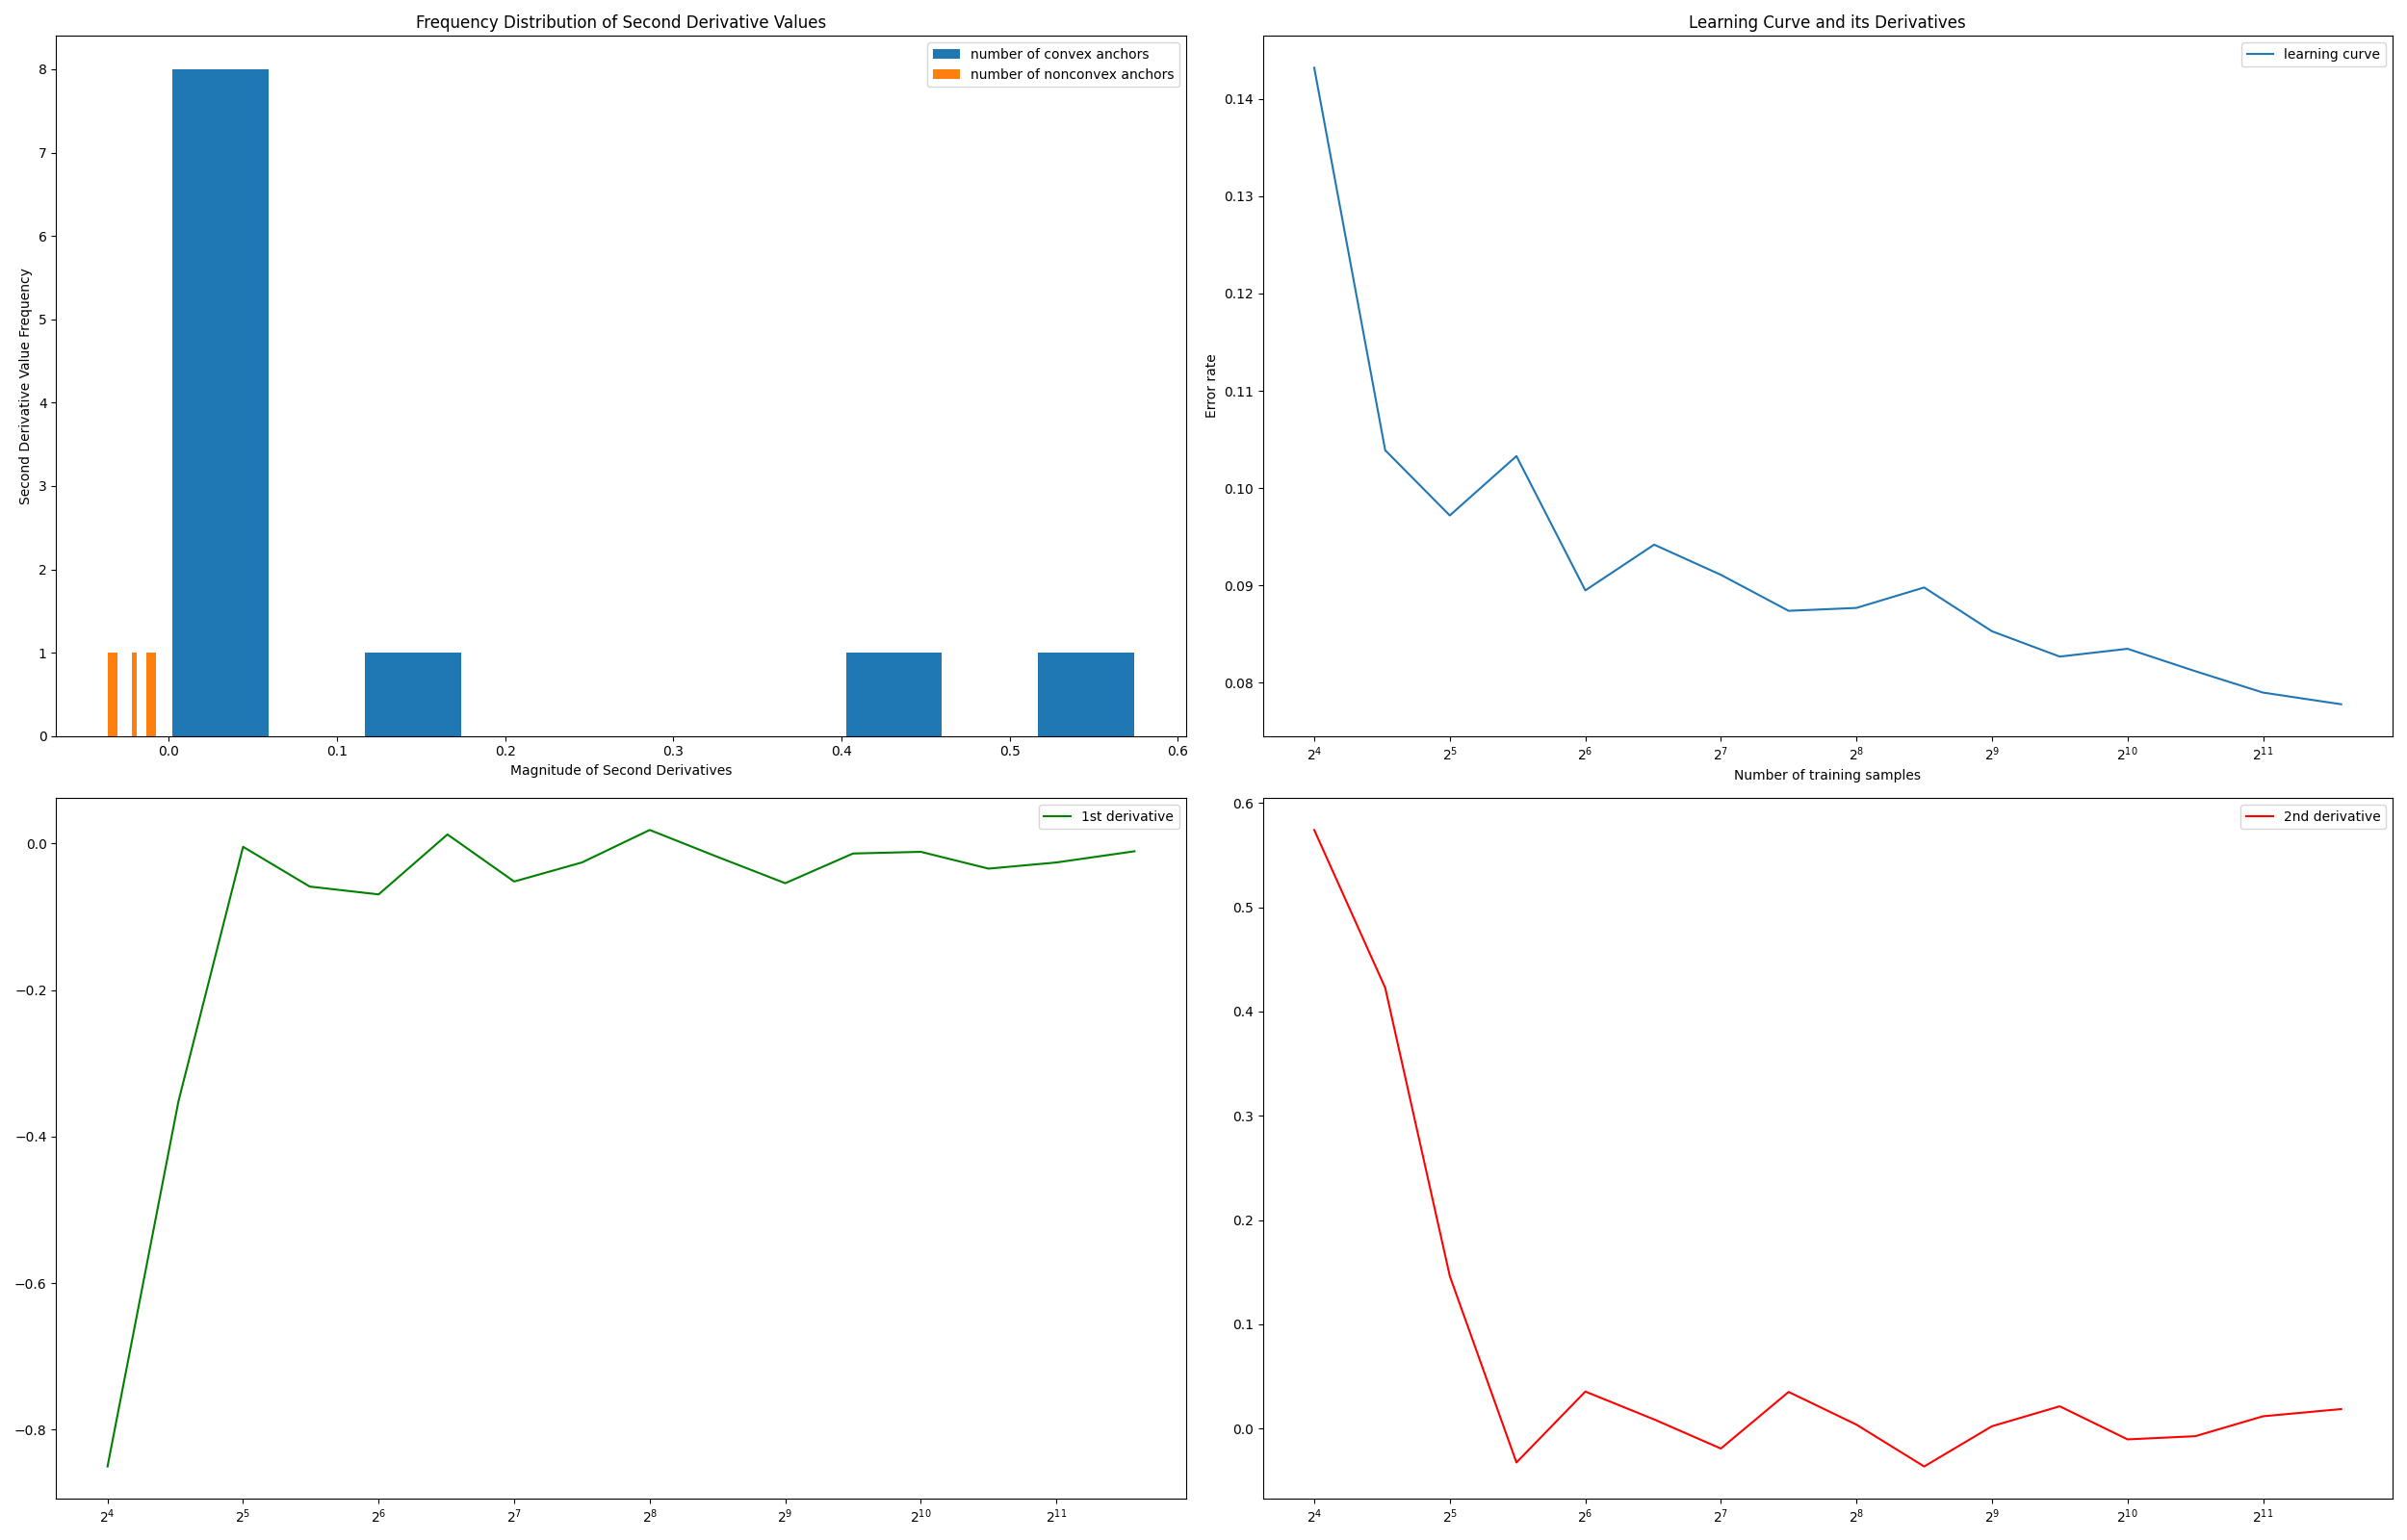 Frequency Distribution of Second Derivative Values
number of convex anchors
number of nonconvex anchors
Second Derivative Value Frequency
8
7
6
5
4
3
2
1
0
0.0 0.1 0.2 0.3 0.4 0.5 0.6
Magnitude of Second Derivatives
Learning Curve and its Derivatives
learning curve
Error rate
0.14
0.13
0.12
0.11
0.10
0.09
0.08
2^4 2^5 2^6 2^7 2^8 2^9 2^10 2^11
Number of training samples
1st derivative
0.0
−0.2
−0.4
−0.6
−0.8
2^4 2^5 2^6 2^7 2^8 2^9 2^10 2^11
2nd derivative
0.6
0.5
0.4
0.3
0.2
0.1
0.0
2^4 2^5 2^6 2^7 2^8 2^9 2^10 2^11